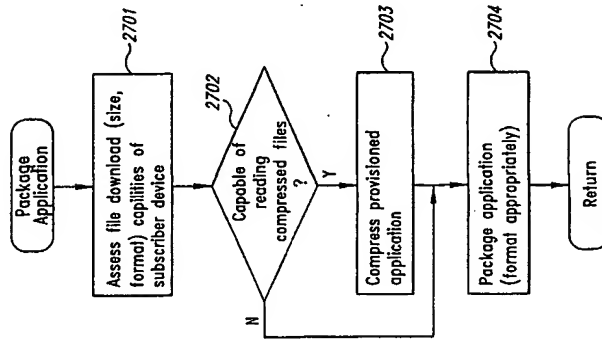 Package
Application
2701
Assess file download (size,
format) caplities of
subscriber device
2702
Capable of
reading
compressed files
?
N
Y
2703
Compress provisioned
application
2704
Package application
(format appropriately)
Return